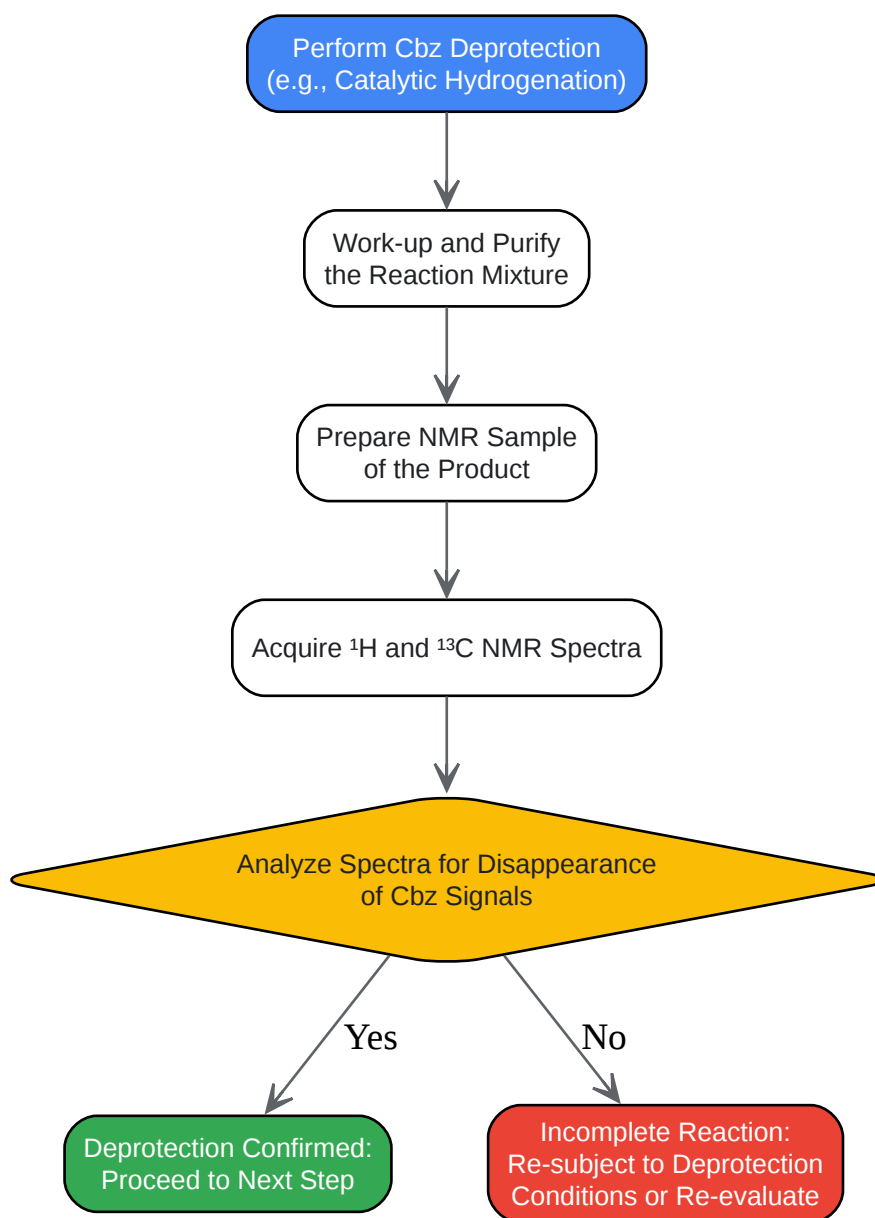 Perform Cbz Deprotection
(e.g., Catalytic Hydrogenation)
Work-up and Purify
the Reaction Mixture
Prepare NMR Sample
of the Product
Acquire ¹H and ¹³C NMR Spectra
Analyze Spectra for Disappearance
of Cbz Signals
Yes
No
Deprotection Confirmed:
Proceed to Next Step
Incomplete Reaction:
Re-subject to Deprotection
Conditions or Re-evaluate